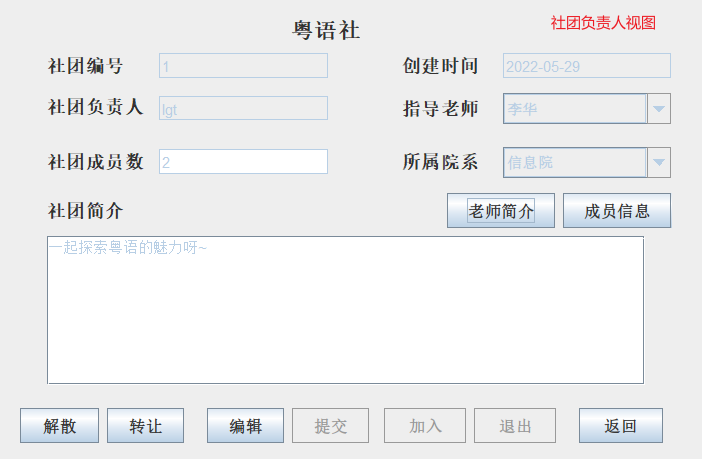 粤语社
社团负责人视图
社团编号 1 创建时间 2022-05-29
社团负责人 lgt 指导老师 李华
社团成员数 2 所属院系 信息院
社团简介 老师简介 成员信息
一起探索粤语的魅力呀~
解散 转让 编辑 提交 加入 退出 返回